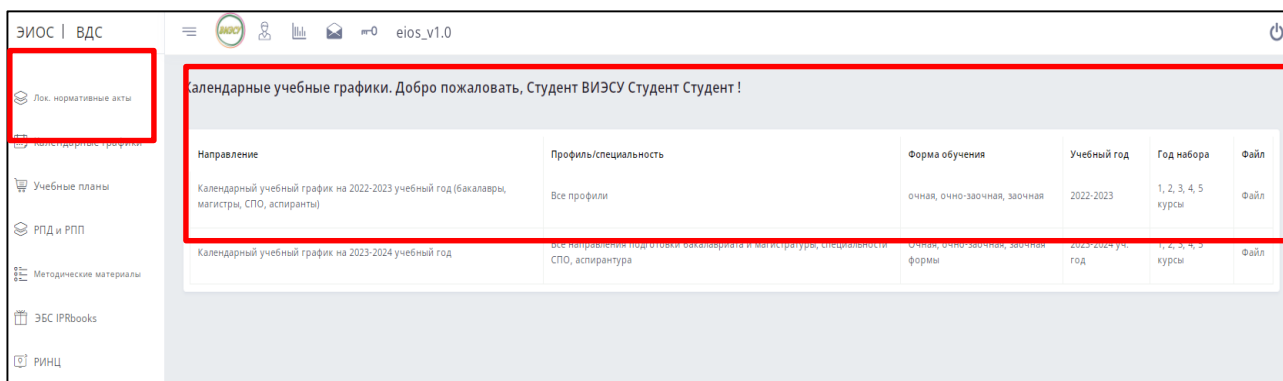 ЭИОС | ВДС
ВИЭСУ
eios_v1.0
Лок. нормативные акты
Календарные графики
Учебные планы
РПД и РПП
Методические материалы
ЭБС IPRbooks
РИНЦ
Календарные учебные графики. Добро пожаловать, Студент ВИЭСУ Студент Студент !
Направление Профиль/специальность Форма обучения Учебный год Год набора Файл
Календарный учебный график на 2022-2023 учебный год (бакалавры,
магистры, СПО, аспиранты)
Все профили
очная, очно-заочная, заочная
2022-2023
1, 2, 3, 4, 5
курсы
Файл
Календарный учебный график на 2023-2024 учебный год
Все направления подготовки бакалавриата и магистратуры, специальности
СПО, аспирантура
Очная, очно-заочная, заочная
формы
2023-2024 уч.
год
1, 2, 3, 4, 5
курсы
Файл